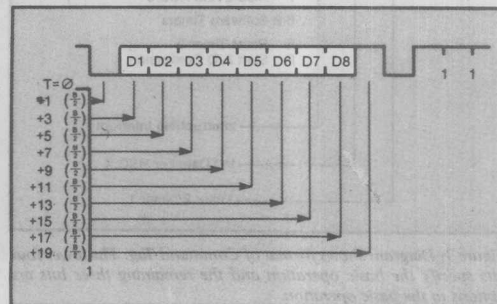 D1 D2 D3 D4 D5 D6 D7 D8
1 1
T=Ø
+1 (B/2)
+3 (B/2)
+5 (B/2)
+7 (B/2)
+9 (B/2)
+11 (B/2)
+13 (B/2)
+15 (B/2)
+17 (B/2)
+19 (B/2)
1